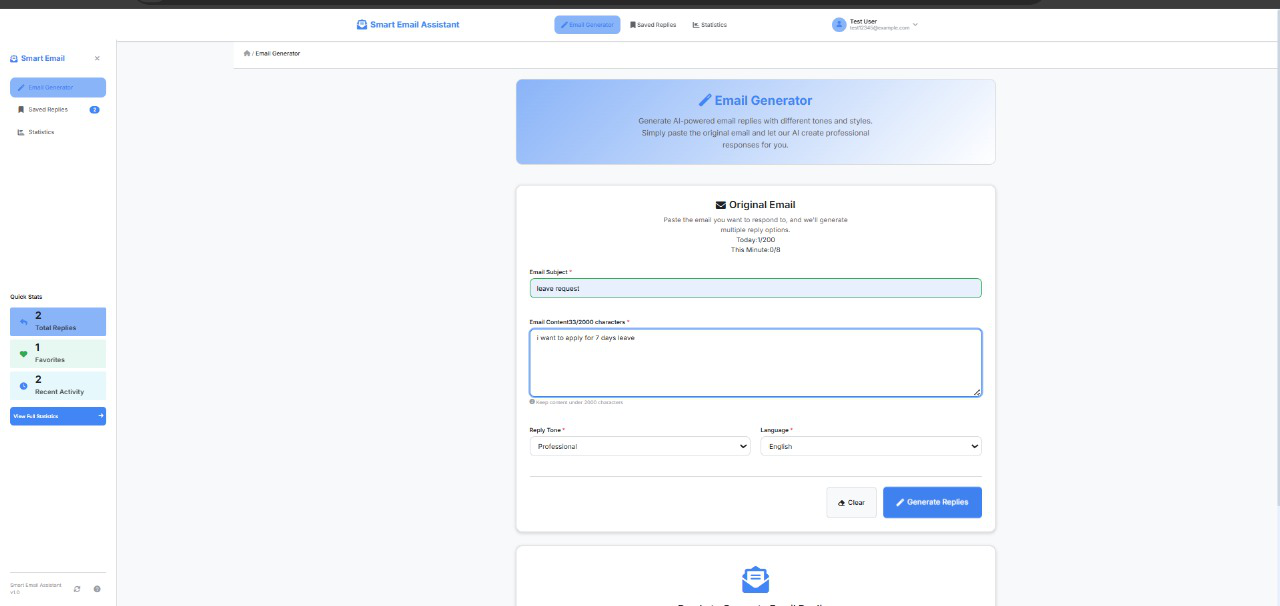 Smart Email Assistant
Email Generator
Saved Replies
Statistics
Test User
Smart Email
×
/ Email Generator
Email Generator
Saved Replies
2
Statistics
Email Generator
Generate AI-powered email replies with different tones and styles.
Simply paste the original email and let our AI create professional
responses for you.
Original Email
Paste the email you want to respond to, and we'll generate
multiple reply options.
Today:1/200
This Minute:0/8
Email Subject *
leave request
Email Content33/2000 characters *
i want to apply for 7 days leave
Keep content under 2000 characters
Reply Tone *
Language *
Professional
English
Clear
Generate Replies
Quick Stats
2
Total Replies
1
Favorites
2
Recent Activity
View Full Statistics
Smart Email Assistant
v1.0